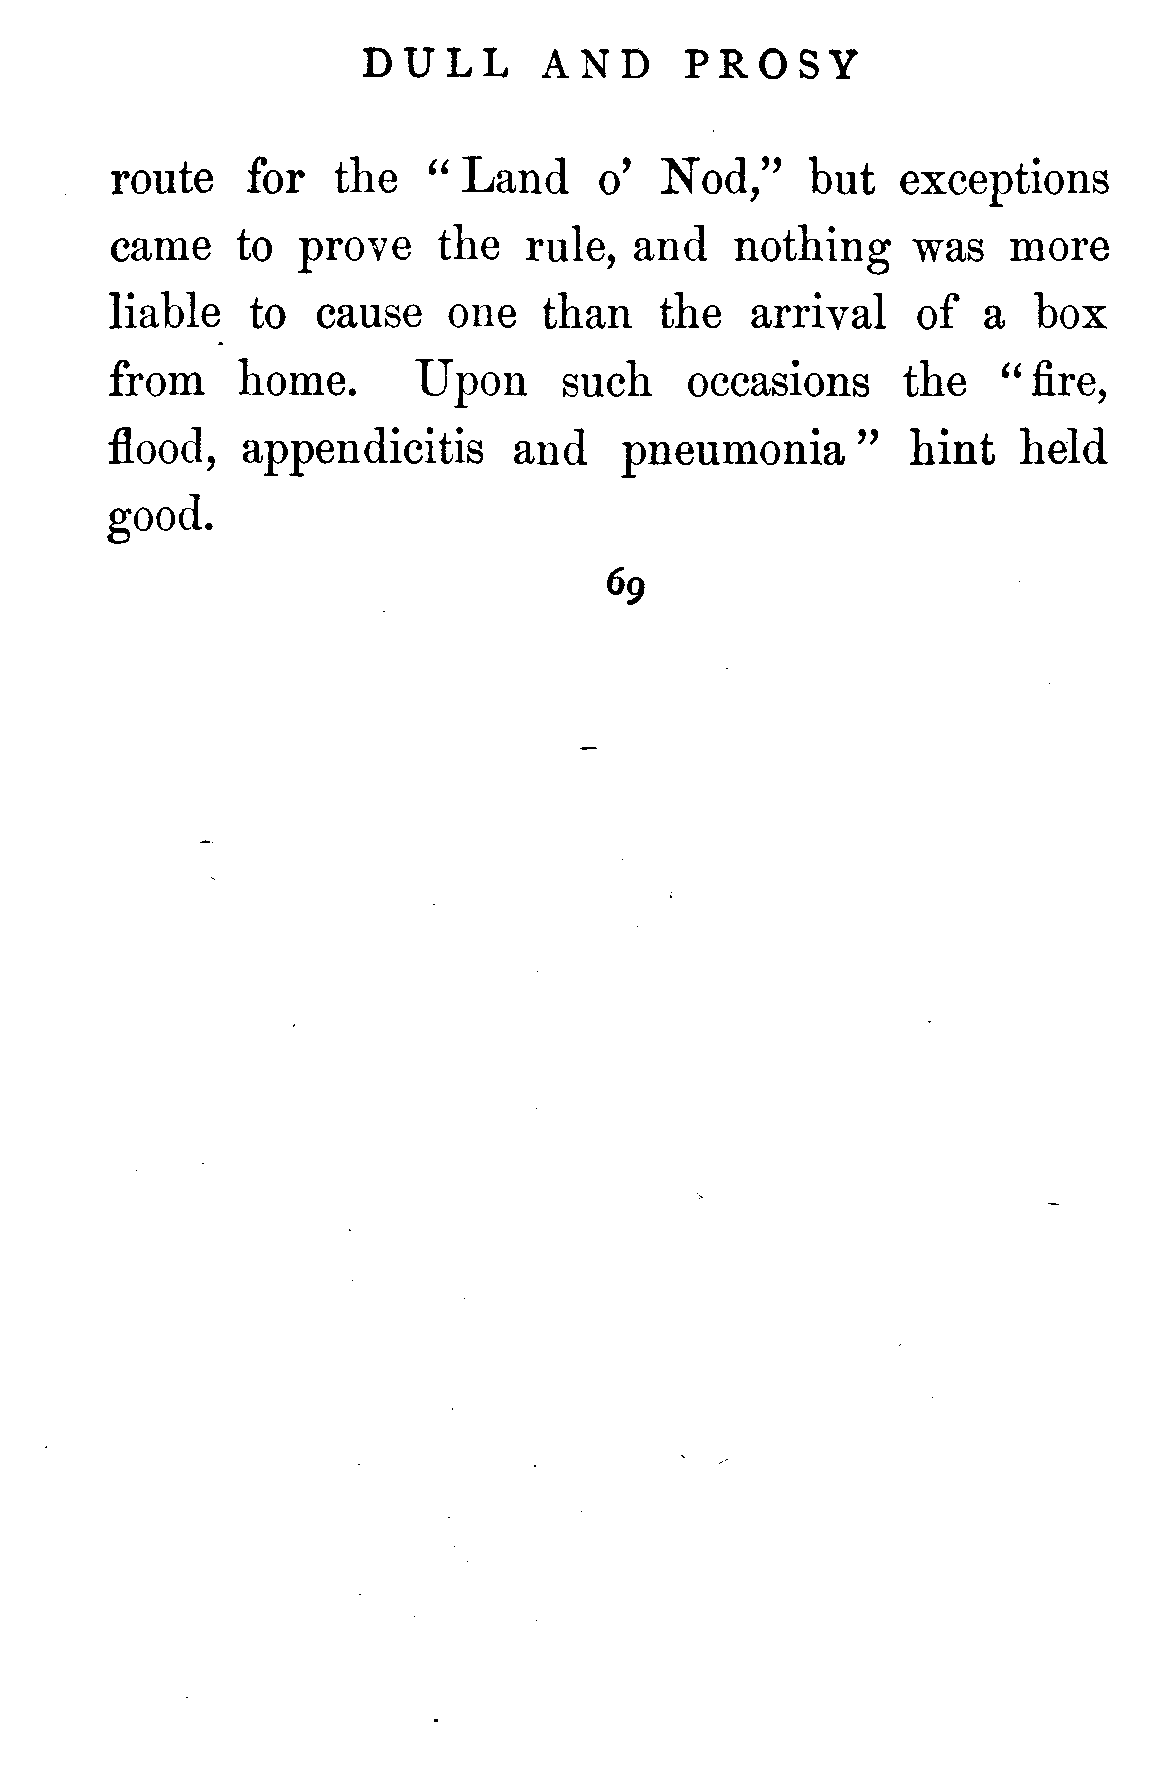 DULL AND PROSY
route for the “Land o’ Nod,” but exceptions
came to prove the rule, and nothing was more
liable to cause one than the arrival of a box
from home. Upon such occasions the “fire,
flood, appendicitis and pneumonia” hint held
good.
69